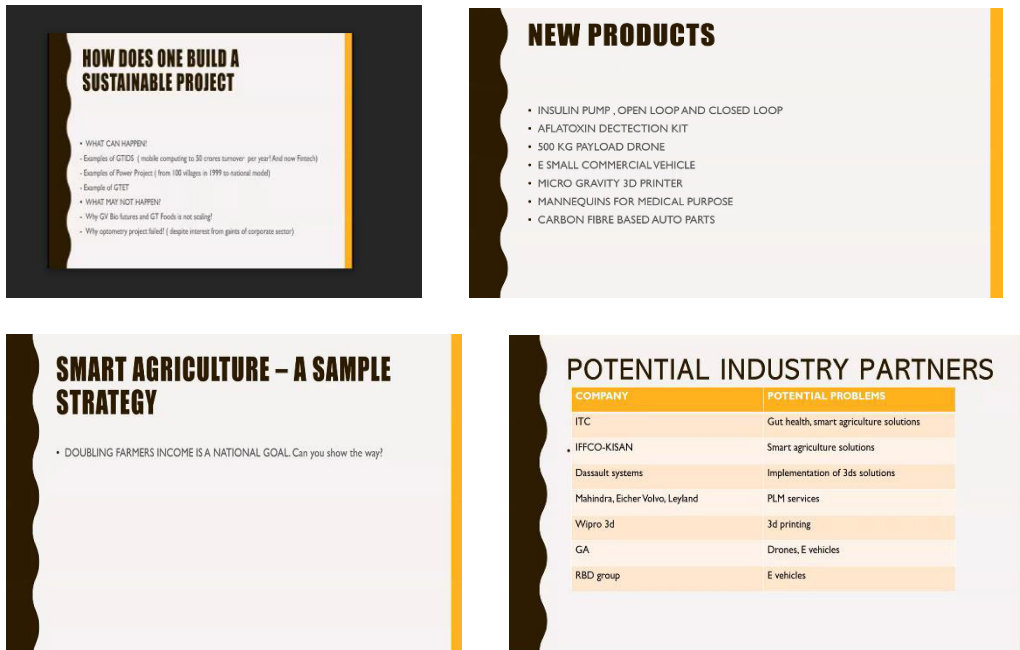 HOW DOES ONE BUILD A
SUSTAINABLE PROJECT
• WHAT CAN HAPPEN?
- Examples of GTIDS ( mobile computing to 50 crores turnover per year! And now Fintech)
- Examples of Power Project ( from 100 villages in 1999 to national model)
- Example of GTET
• WHAT MAY NOT HAPPEN?
- Why GV Bio futures and GT Foods is not scaling?
- Why optometry project failed? ( despite interest from gaints of corporate sector)
NEW PRODUCTS
• INSULIN PUMP , OPEN LOOP AND CLOSED LOOP
• AFLATOXIN DECTECTION KIT
• 500 KG PAYLOAD DRONE
• E SMALL COMMERCIAL VEHICLE
• MICRO GRAVITY 3D PRINTER
• MANNEQUINS FOR MEDICAL PURPOSE
• CARBON FIBRE BASED AUTO PARTS
SMART AGRICULTURE – A SAMPLE
STRATEGY
• DOUBLING FARMERS INCOME IS A NATIONAL GOAL. Can you show the way?
POTENTIAL INDUSTRY PARTNERS
COMPANY POTENTIAL PROBLEMS
ITC Gut health, smart agriculture solutions
• IFFCO-KISAN Smart agriculture solutions
Dassault systems Implementation of 3ds solutions
Mahindra, Eicher Volvo, Leyland PLM services
Wipro 3d 3d printing
GA Drones, E vehicles
RBD group E vehicles